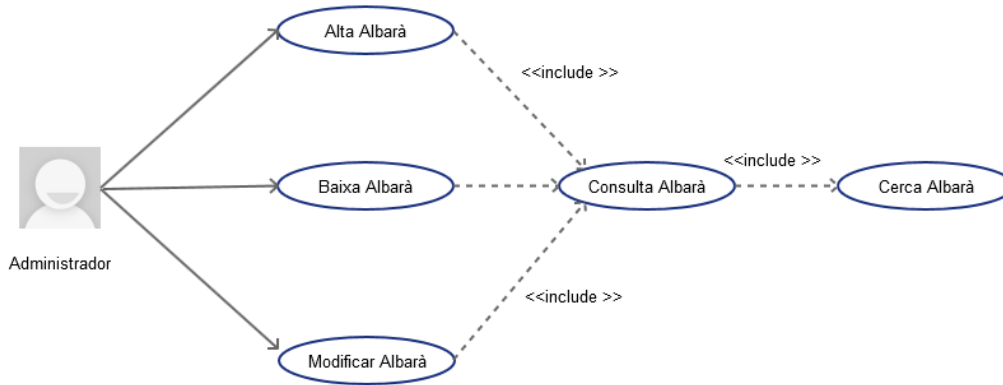 Alta Albarà
<<include >>
<<include >>
Baixa Albarà
Consulta Albarà
Cerca Albarà
Administrador
<<include >>
Modificar Albarà